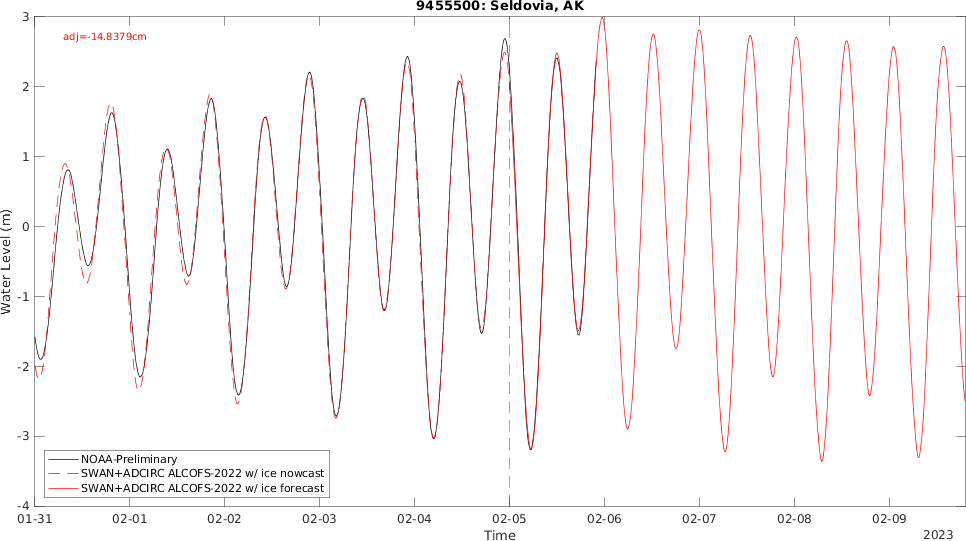 9455500: Seldovia, AK
adj=-14.8379cm
3
2
1
0
-1
-2
-3
-4
Water Level (m)
NOAA-Preliminary
SWAN+ADCIRC ALCOFS-2022 w/ ice nowcast
SWAN+ADCIRC ALCOFS-2022 w/ ice forecast
01-31 02-01 02-02 02-03 02-04 02-05 02-06 02-07 02-08 02-09
Time
2023